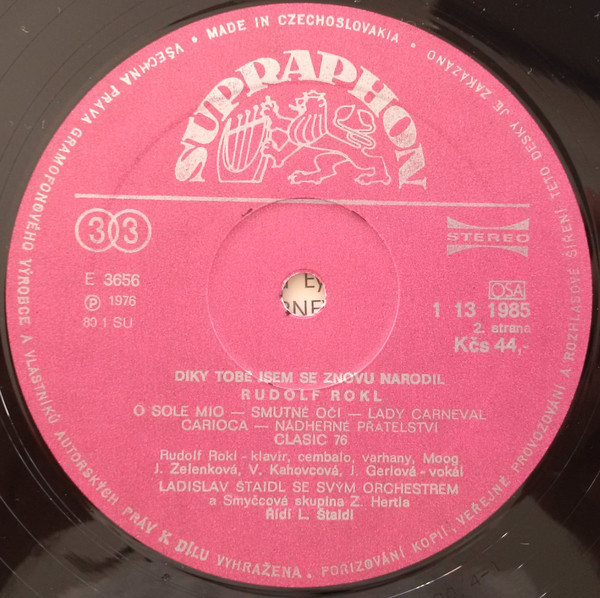 • MADE IN CZECHOSLOVAKIA •
VŠECHNA PRÁVA GRAMOFONOVÉHO VÝROBCE A VLASTNÍKŮ AUTORSKÝCH PRÁV K DÍLU VYHRAŽENA. POŘIZOVÁNÍ KOPIÍ, VEŘEJNÉ PROVOZOVÁNÍ A ROZHLASOVÉ ŠÍŘENÍ TÉTO DESKY JE ZAKÁZÁNO
SUPRAPHON
33
STEREO
E 3656
℗ 1976
80 1 SU
OSA
1 13 1985
2. strana
Kčs 44,-
DÍKY TOBĚ JSEM SE ZNOVU NARODIL
RUDOLF ROKL
O SOLE MIO — SMUTNÉ OČI — LADY CARNEVAL
CARIOCA — NÁDHERNÉ PŘÁTELSTVÍ
CLASIC 76
Rudolf Rokl - klavír, cembalo, varhany, Moog
J. Zelenková, V. Kahovcová, J. Gerlová - vokál
LADISLAV ŠTAIDL SE SVÝM ORCHESTREM
a Smyčcová skupina Z. Hertla
Řídí L. Štaidl